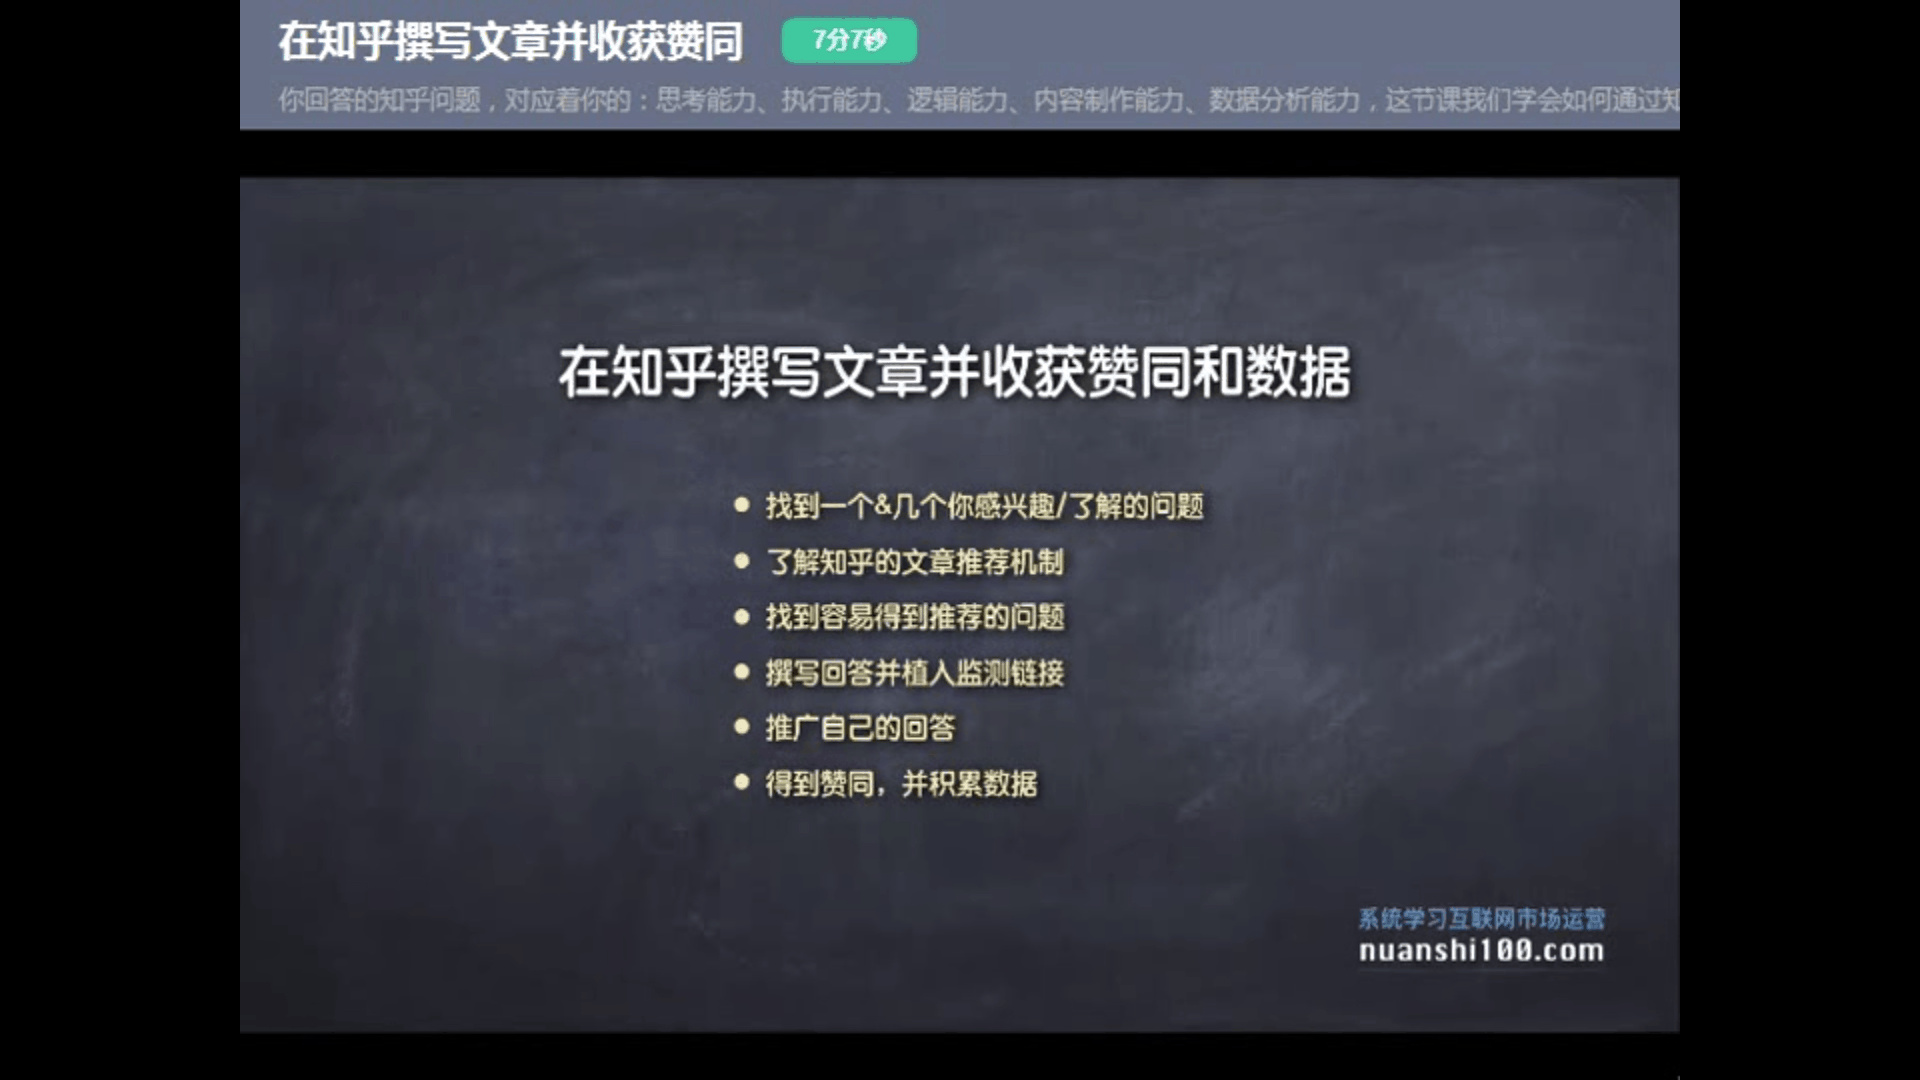 在知乎撰写文章并收获赞同
7分7秒
你回答的知乎问题，对应着你的：思考能力、执行能力、逻辑能力、内容制作能力、数据分析能力，这节课我们学会如何通过知
在知乎撰写文章并收获赞同和数据
● 找到一个&几个你感兴趣/了解的问题
● 了解知乎的文章推荐机制
● 找到容易得到推荐的问题
● 撰写回答并植入监测链接
● 推广自己的回答
● 得到赞同，并积累数据
系统学习互联网市场运营
nuanshi100.com